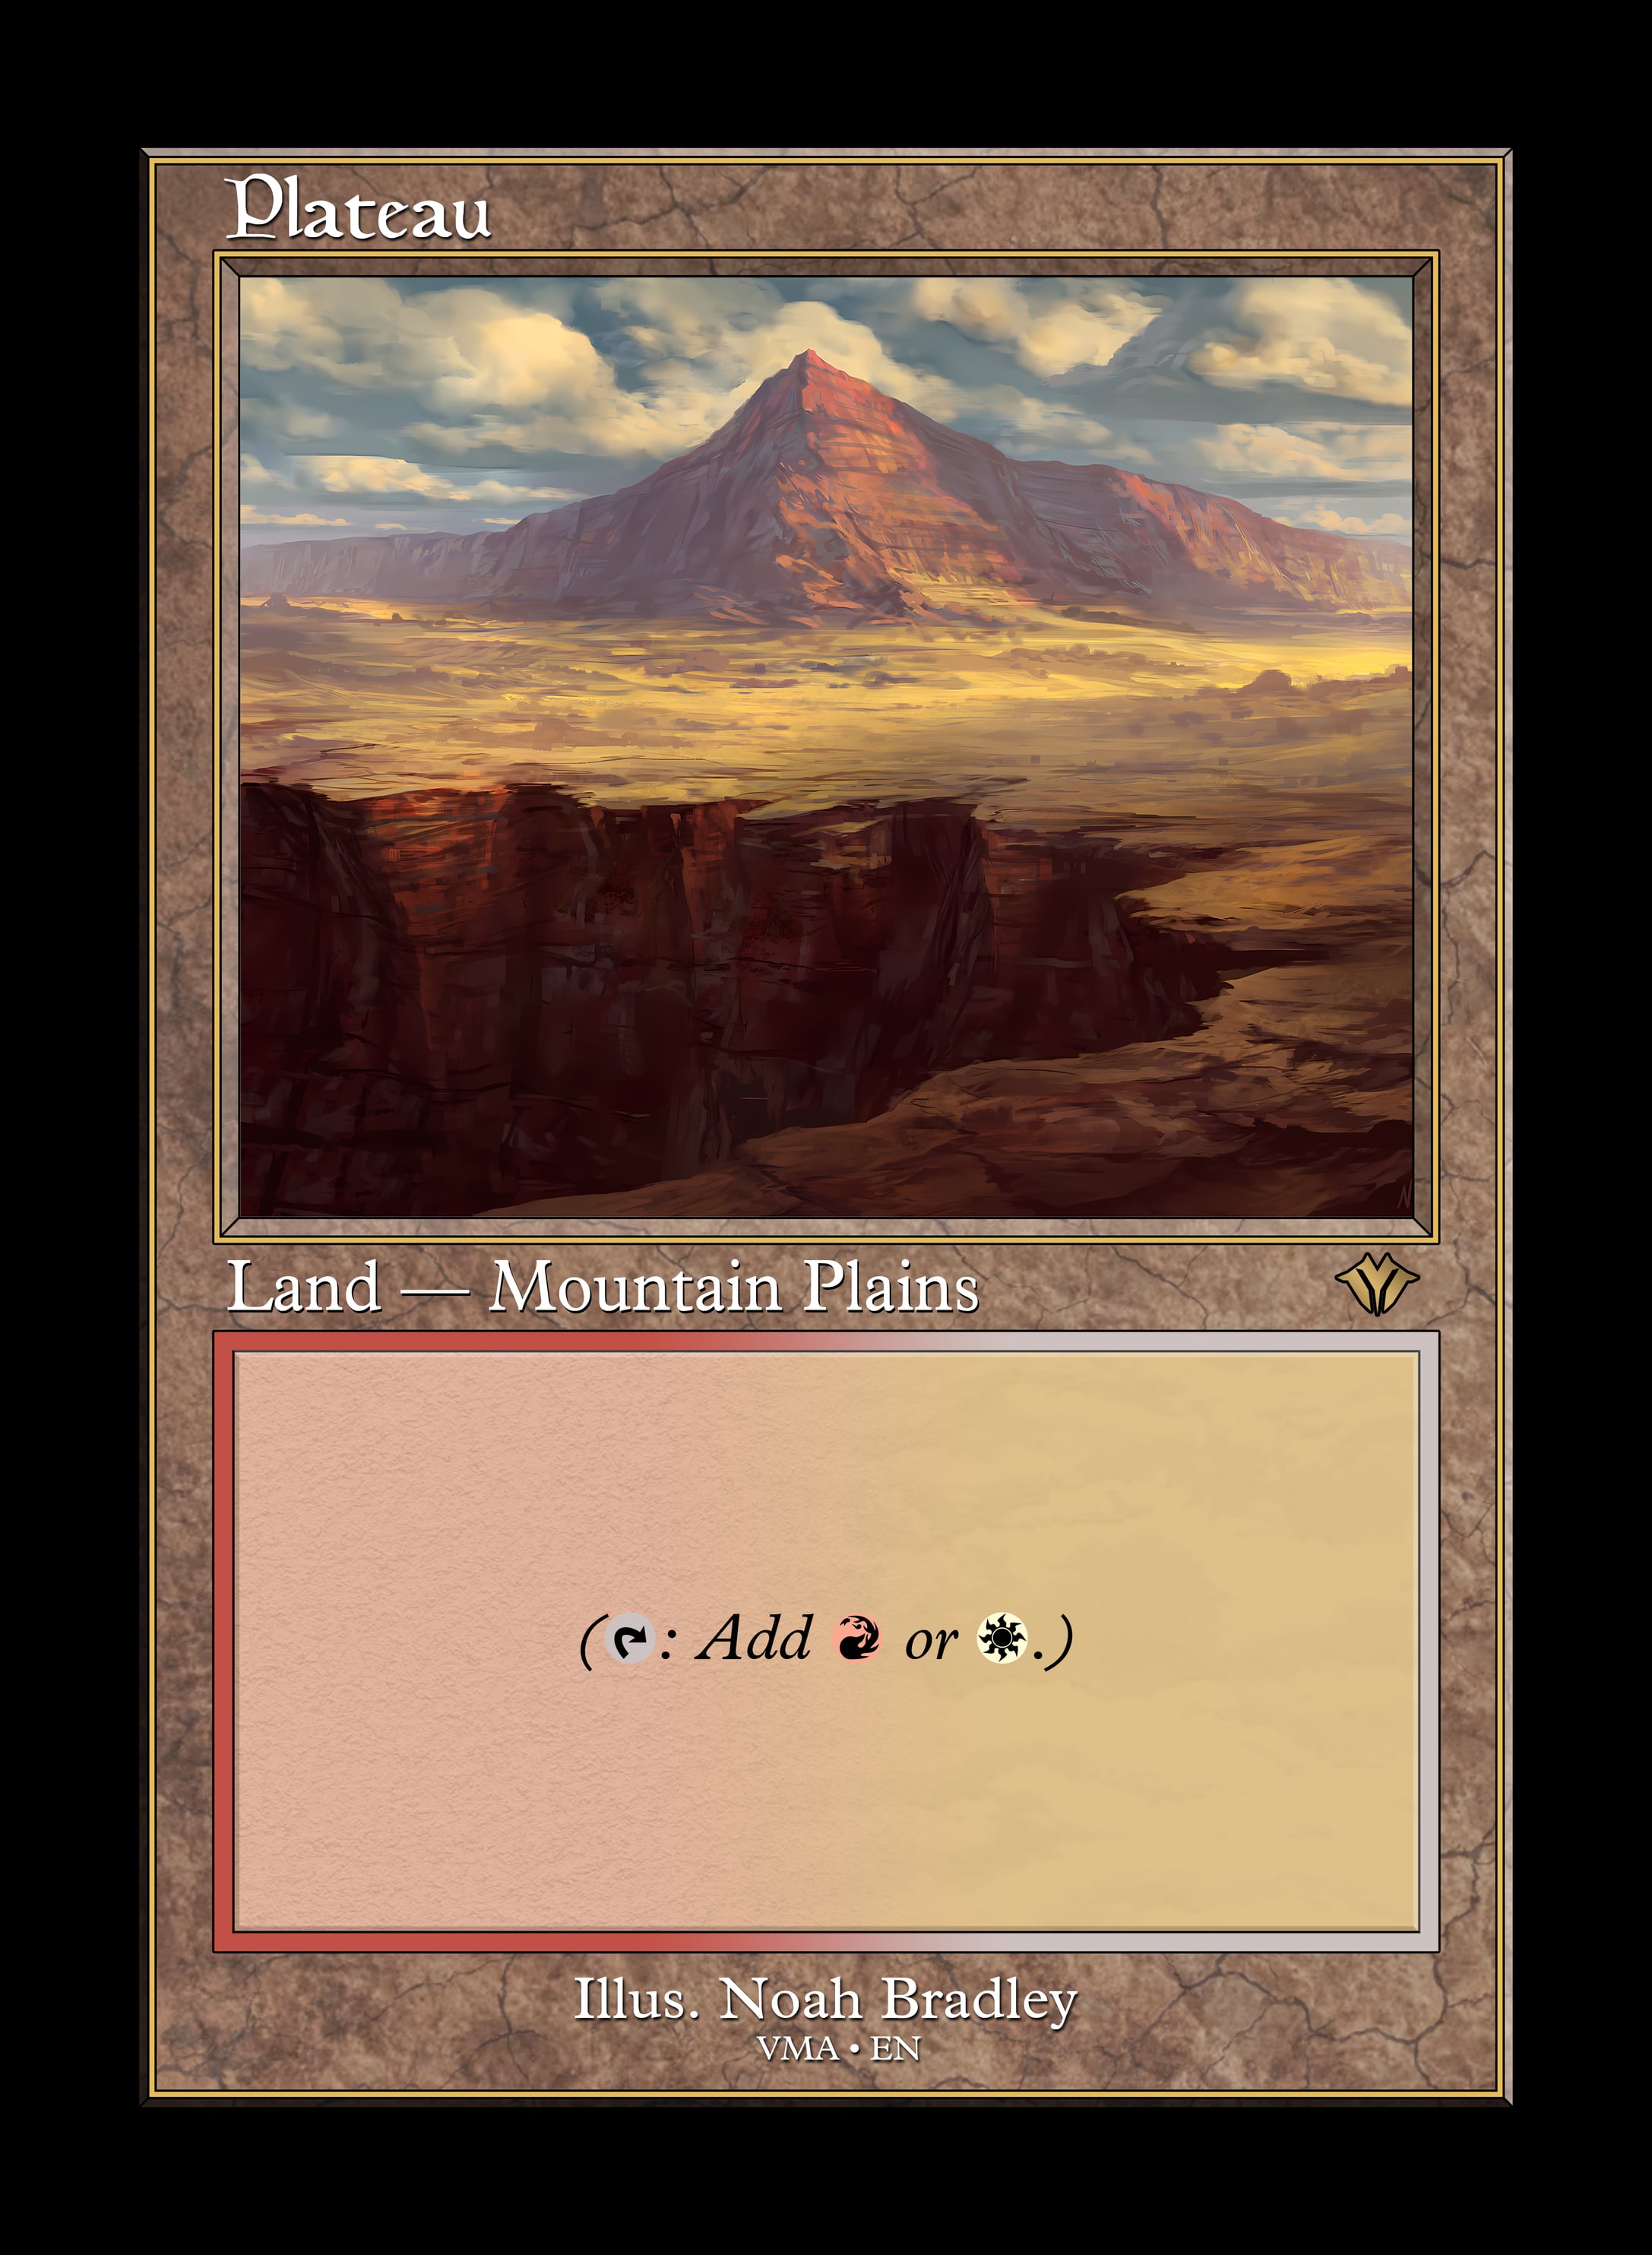 Plateau
Land — Mountain Plains
(: Add or .)
Illus. Noah Bradley
VMA • EN